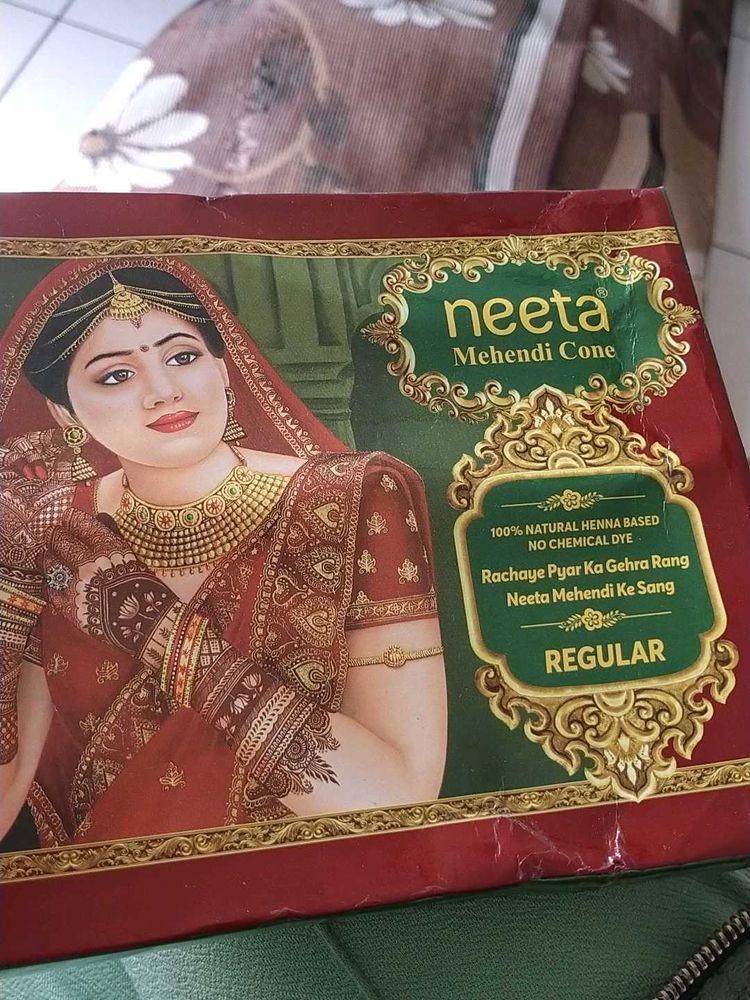 neeta®
Mehendi Cone
100% NATURAL HENNA BASED
NO CHEMICAL DYE
Rachaye Pyar Ka Gehra Rang
Neeta Mehendi Ke Sang
REGULAR